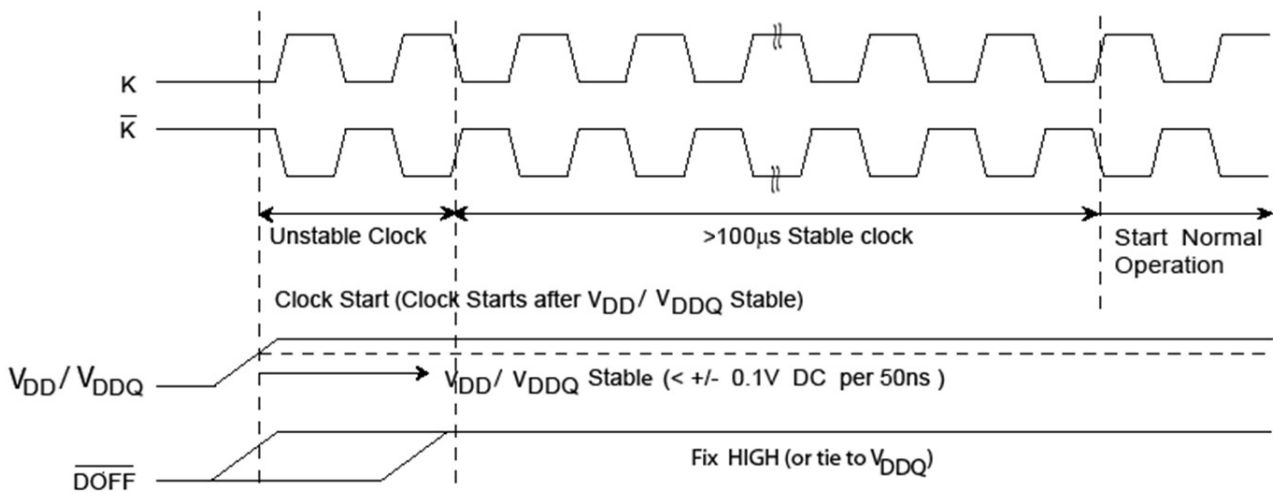 K
K̅
Unstable Clock
>100μs Stable clock
Start Normal
Operation
Clock Start (Clock Starts after VDD/ VDDQ Stable)
VDD/ VDDQ
VDD/ VDDQ Stable (< +/- 0.1V DC per 50ns )
Fix HIGH (or tie to VDDQ)
D̅O̅F̅F̅